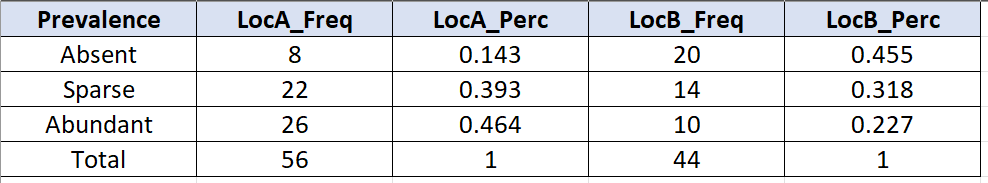 Prevalence LocA_Freq LocA_Perc LocB_Freq LocB_Perc
Absent 8 0.143 20 0.455
Sparse 22 0.393 14 0.318
Abundant 26 0.464 10 0.227
Total 56 1 44 1